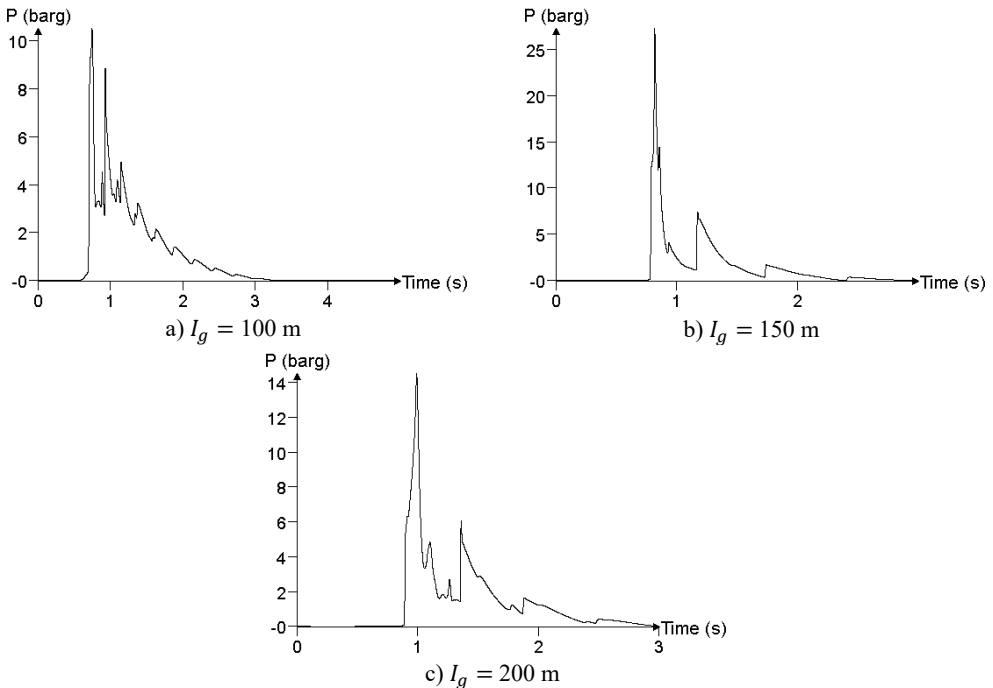 P (barg)
10
8
6
4
2
-0
0 1 2 3 4
Time (s)
a) I_g = 100 m
P (barg)
25
20
15
10
5
-0
0 1 2
Time (s)
b) I_g = 150 m
P (barg)
14
12
10
8
6
4
2
-0
0 1 2 3
Time (s)
c) I_g = 200 m